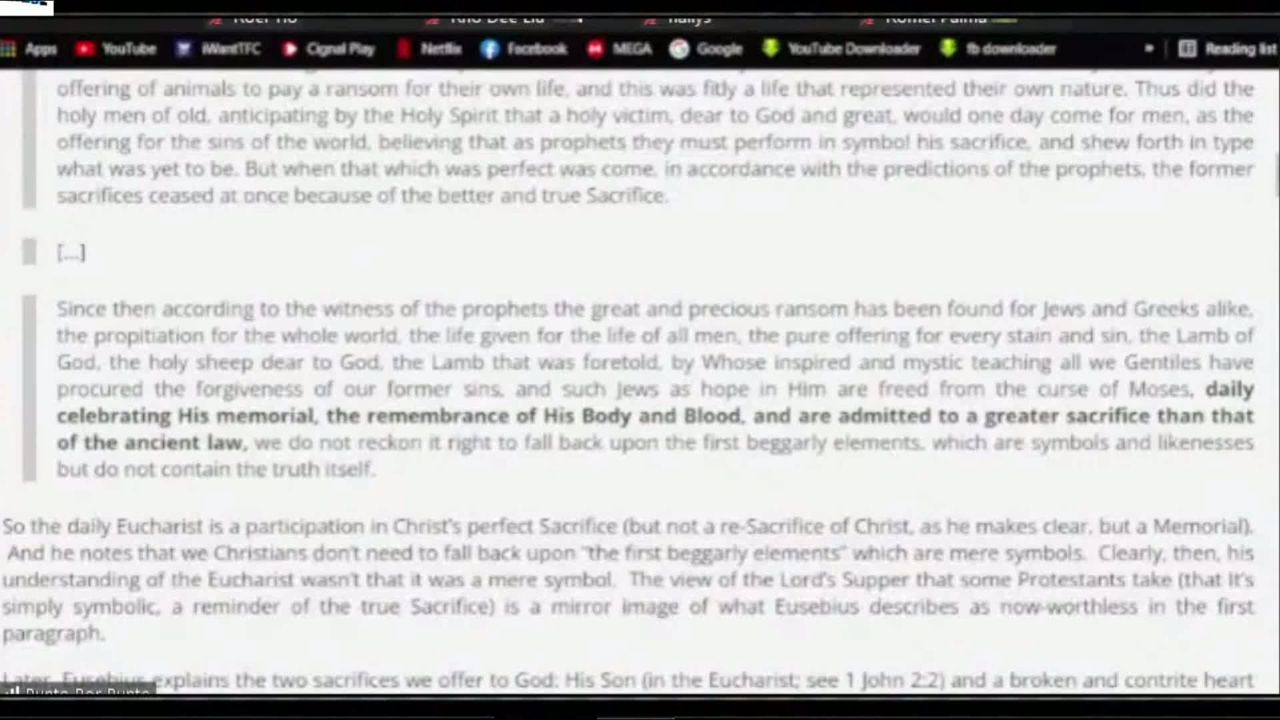 Apps YouTube iWantTFC Cignal Play Netflix Facebook MEGA Google YouTube Downloader fb downloader » Reading list
offering of animals to pay a ransom for their own life, and this was fitly a life that represented their own nature. Thus did the
holy men of old, anticipating by the Holy Spirit that a holy victim, dear to God and great, would one day come for men, as the
offering for the sins of the world, believing that as prophets they must perform in symbol his sacrifice, and shew forth in type
what was yet to be. But when that which was perfect was come, in accordance with the predictions of the prophets, the former
sacrifices ceased at once because of the better and true Sacrifice.
[...]
Since then according to the witness of the prophets the great and precious ransom has been found for Jews and Greeks alike,
the propitiation for the whole world, the life given for the life of all men, the pure offering for every stain and sin, the Lamb of
God, the holy sheep dear to God, the Lamb that was foretold, by Whose inspired and mystic teaching all we Gentiles have
procured the forgiveness of our former sins, and such Jews as hope in Him are freed from the curse of Moses, daily
celebrating His memorial, the remembrance of His Body and Blood, and are admitted to a greater sacrifice than that
of the ancient law, we do not reckon it right to fall back upon the first beggarly elements, which are symbols and likenesses
but do not contain the truth itself.
So the daily Eucharist is a participation in Christ's perfect Sacrifice (but not a re-Sacrifice of Christ, as he makes clear, but a Memorial).
And he notes that we Christians don't need to fall back upon "the first beggarly elements" which are mere symbols. Clearly, then, his
understanding of the Eucharist wasn't that it was a mere symbol. The view of the Lord's Supper that some Protestants take (that it's
simply symbolic, a reminder of the true Sacrifice) is a mirror image of what Eusebius describes as now-worthless in the first
paragraph.
Later, Eusebius explains the two sacrifices we offer to God: His Son (in the Eucharist; see 1 John 2:2) and a broken and contrite heart